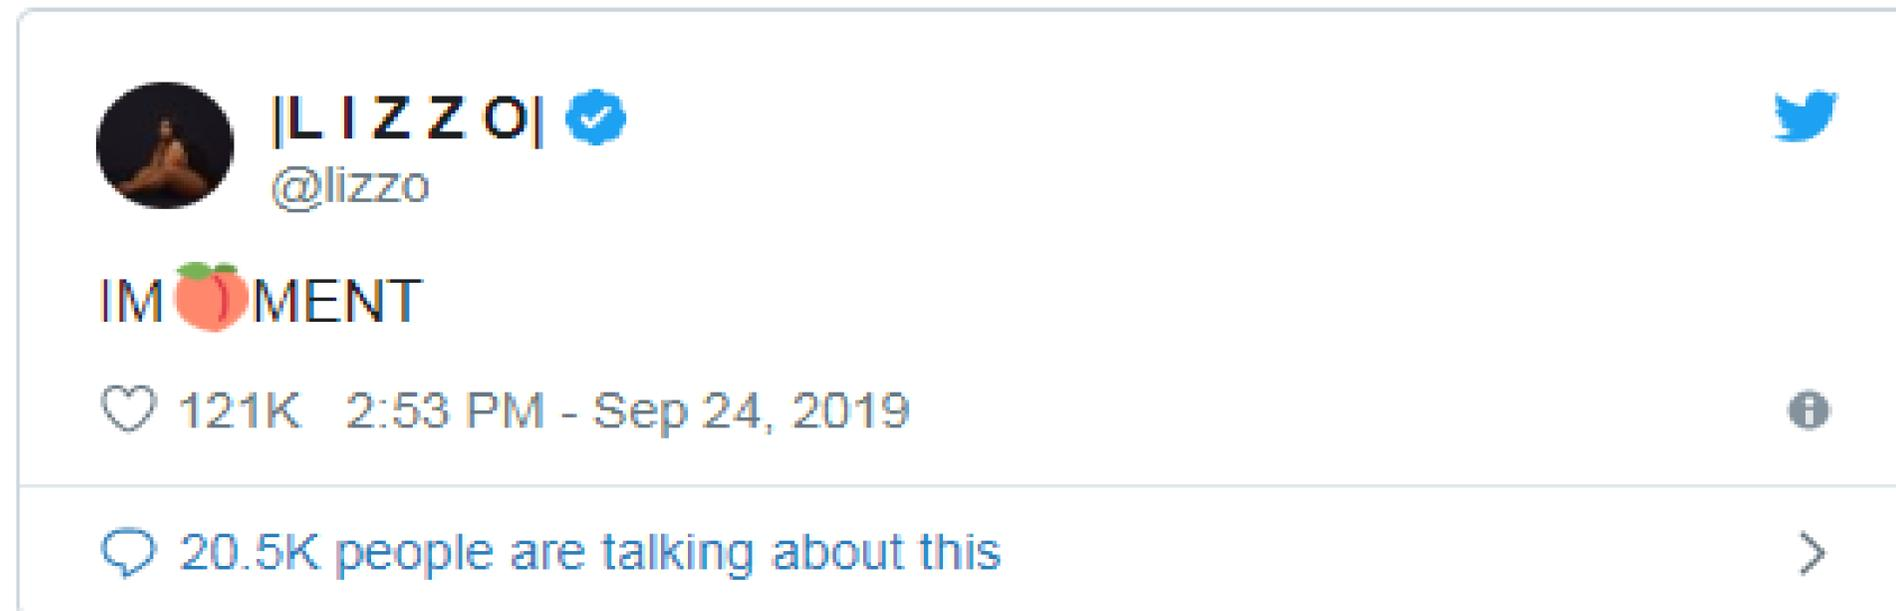 |L I Z Z O|
@lizzo
IM🍑MENT
121K 2:53 PM - Sep 24, 2019
20.5K people are talking about this